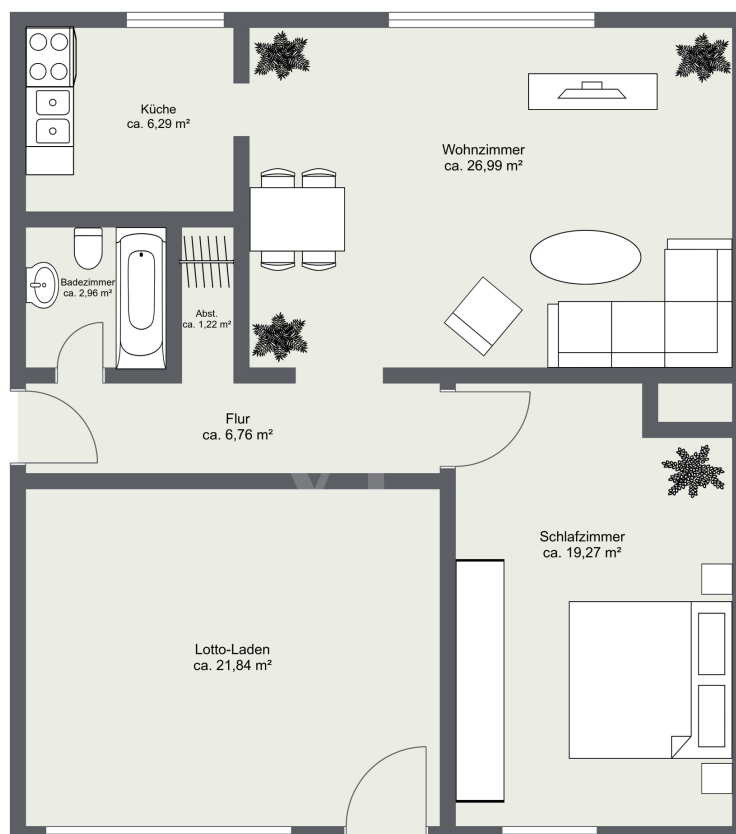 Küche
ca. 6,29 m²
Wohnzimmer
ca. 26,99 m²
Badezimmer
ca. 2,96 m²
Abst.
ca. 1,22 m²
Flur
ca. 6,76 m²
Schlafzimmer
ca. 19,27 m²
Lotto-Laden
ca. 21,84 m²